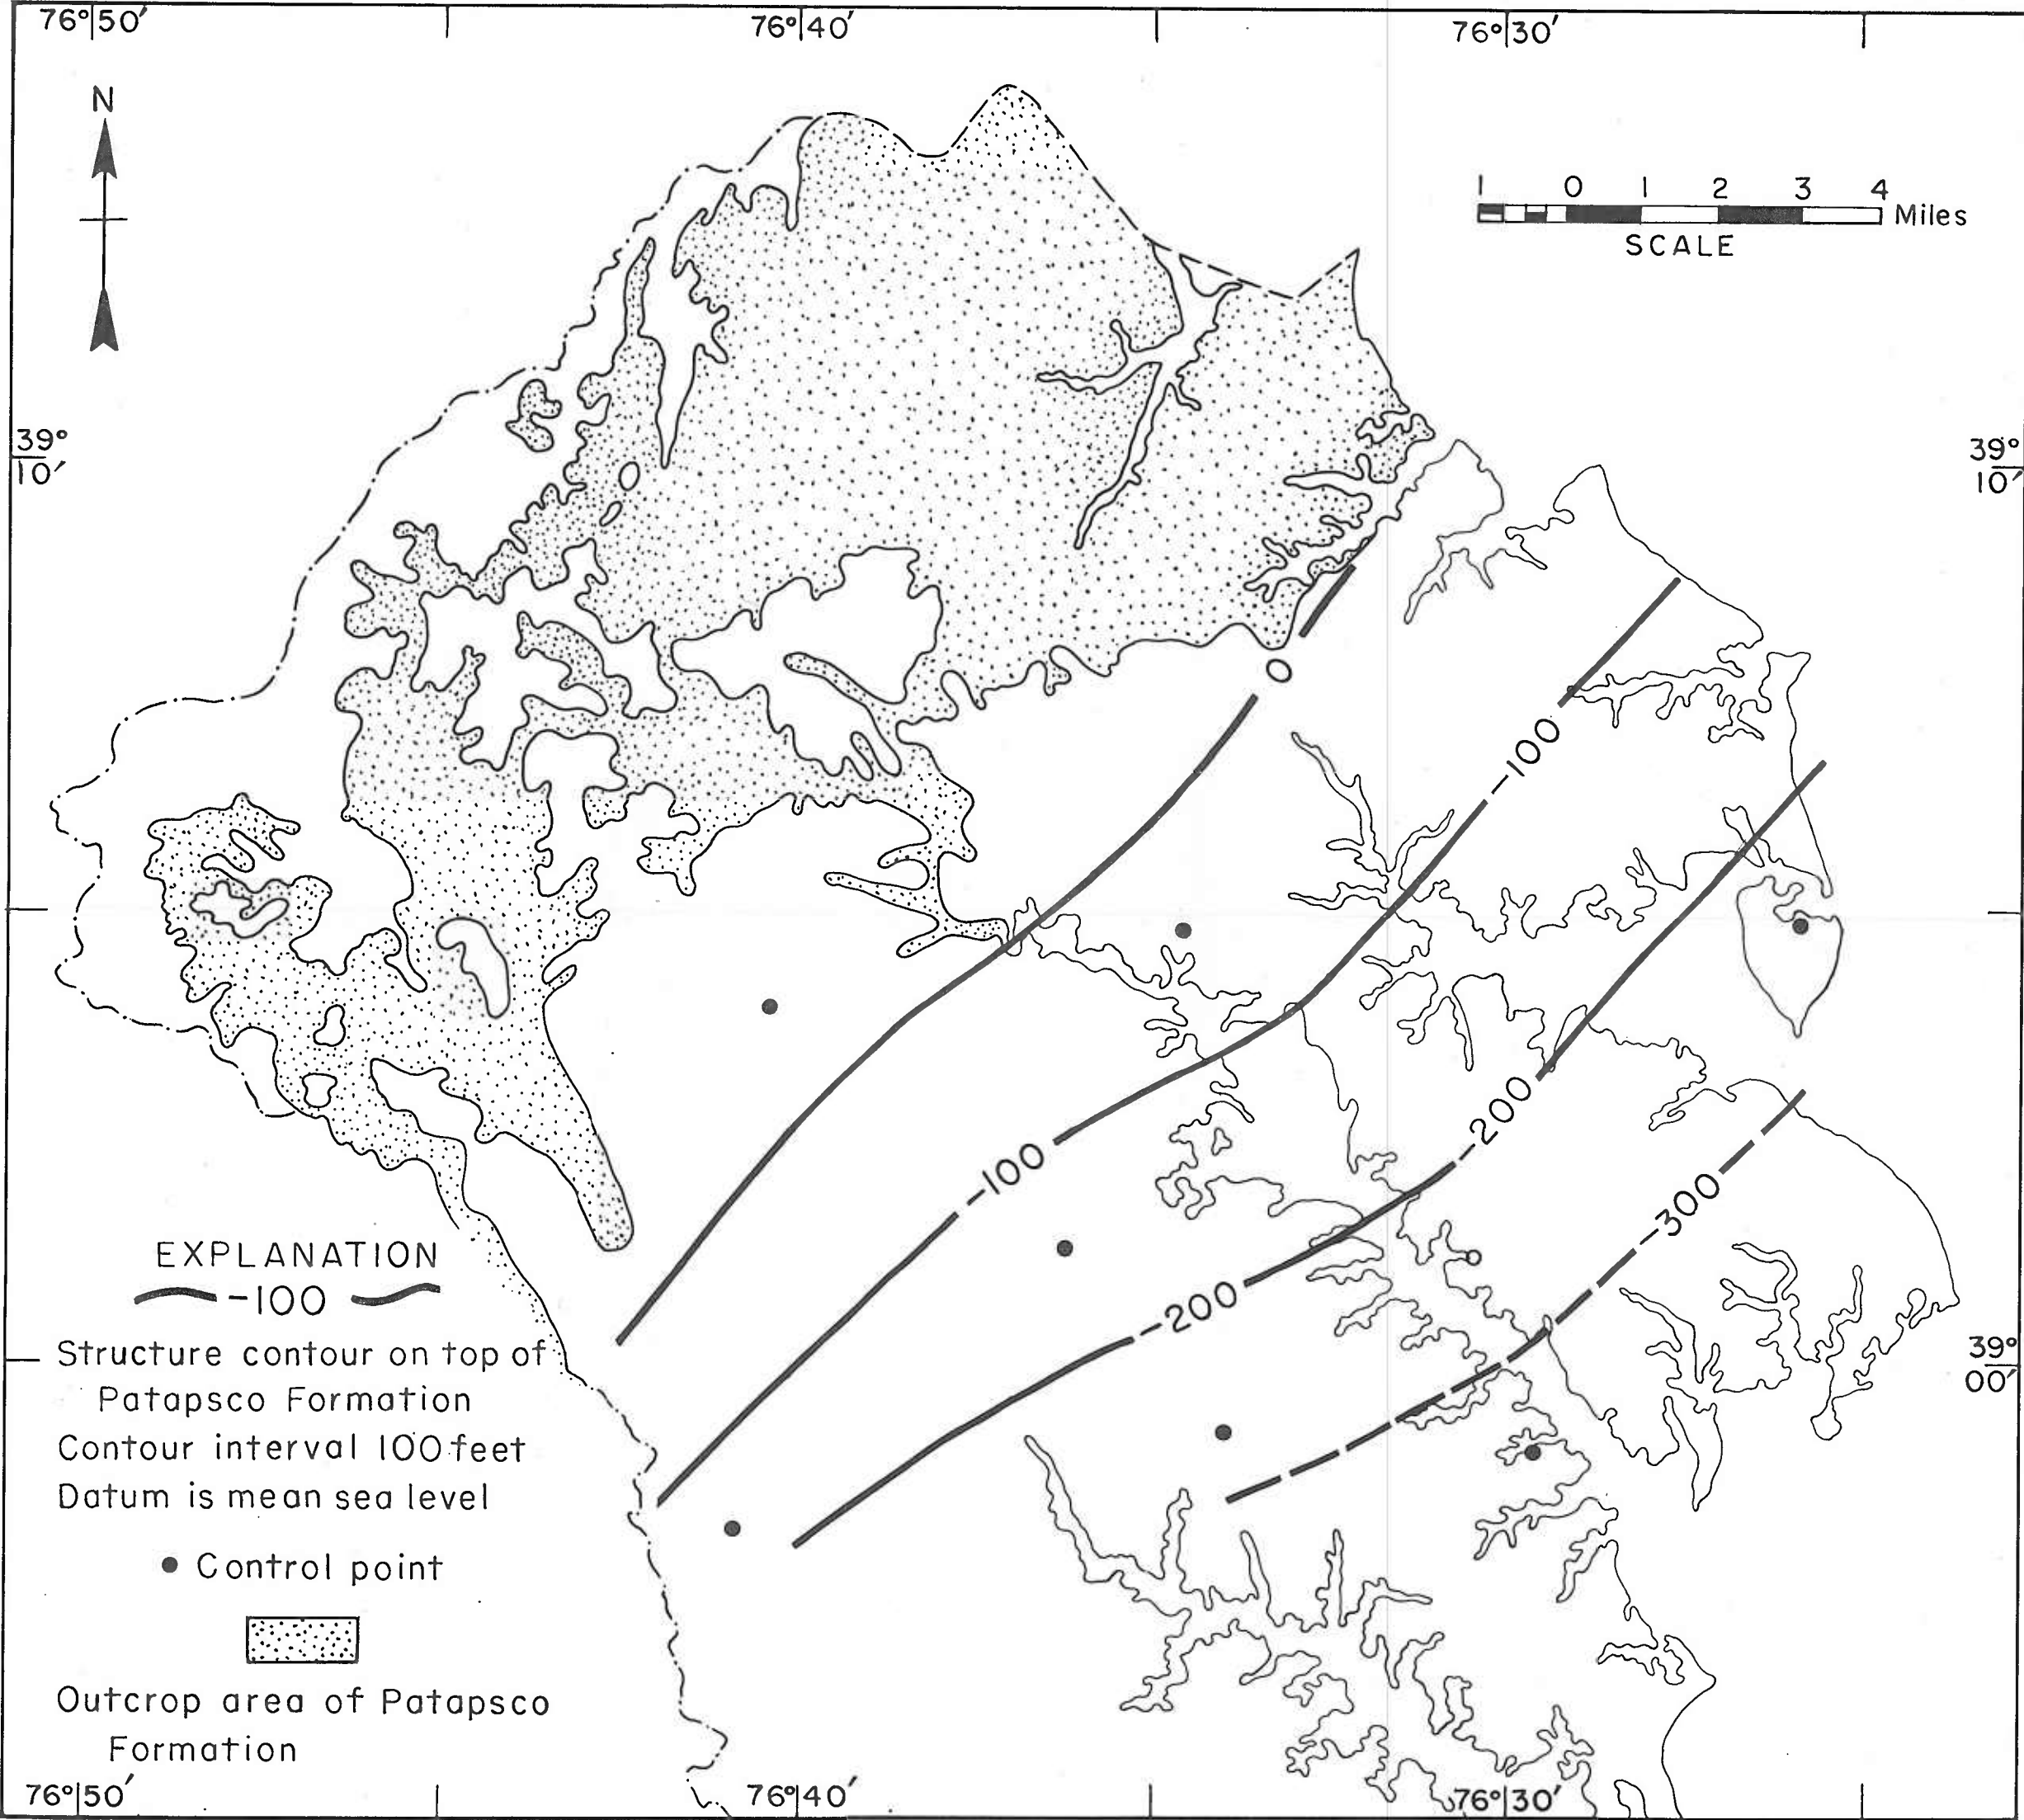 76°50′ 76°40′ 76°30′
N
1 0 1 2 3 4 Miles
SCALE
39° 39°
10′ 10′
0
-100
-200
-100
-300
-200
EXPLANATION
-100
Structure contour on top of
Patapsco Formation
Contour interval 100 feet
Datum is mean sea level
Control point
Outcrop area of Patapsco
Formation
39°
00′
76°50′ 76°40′ 76°30′